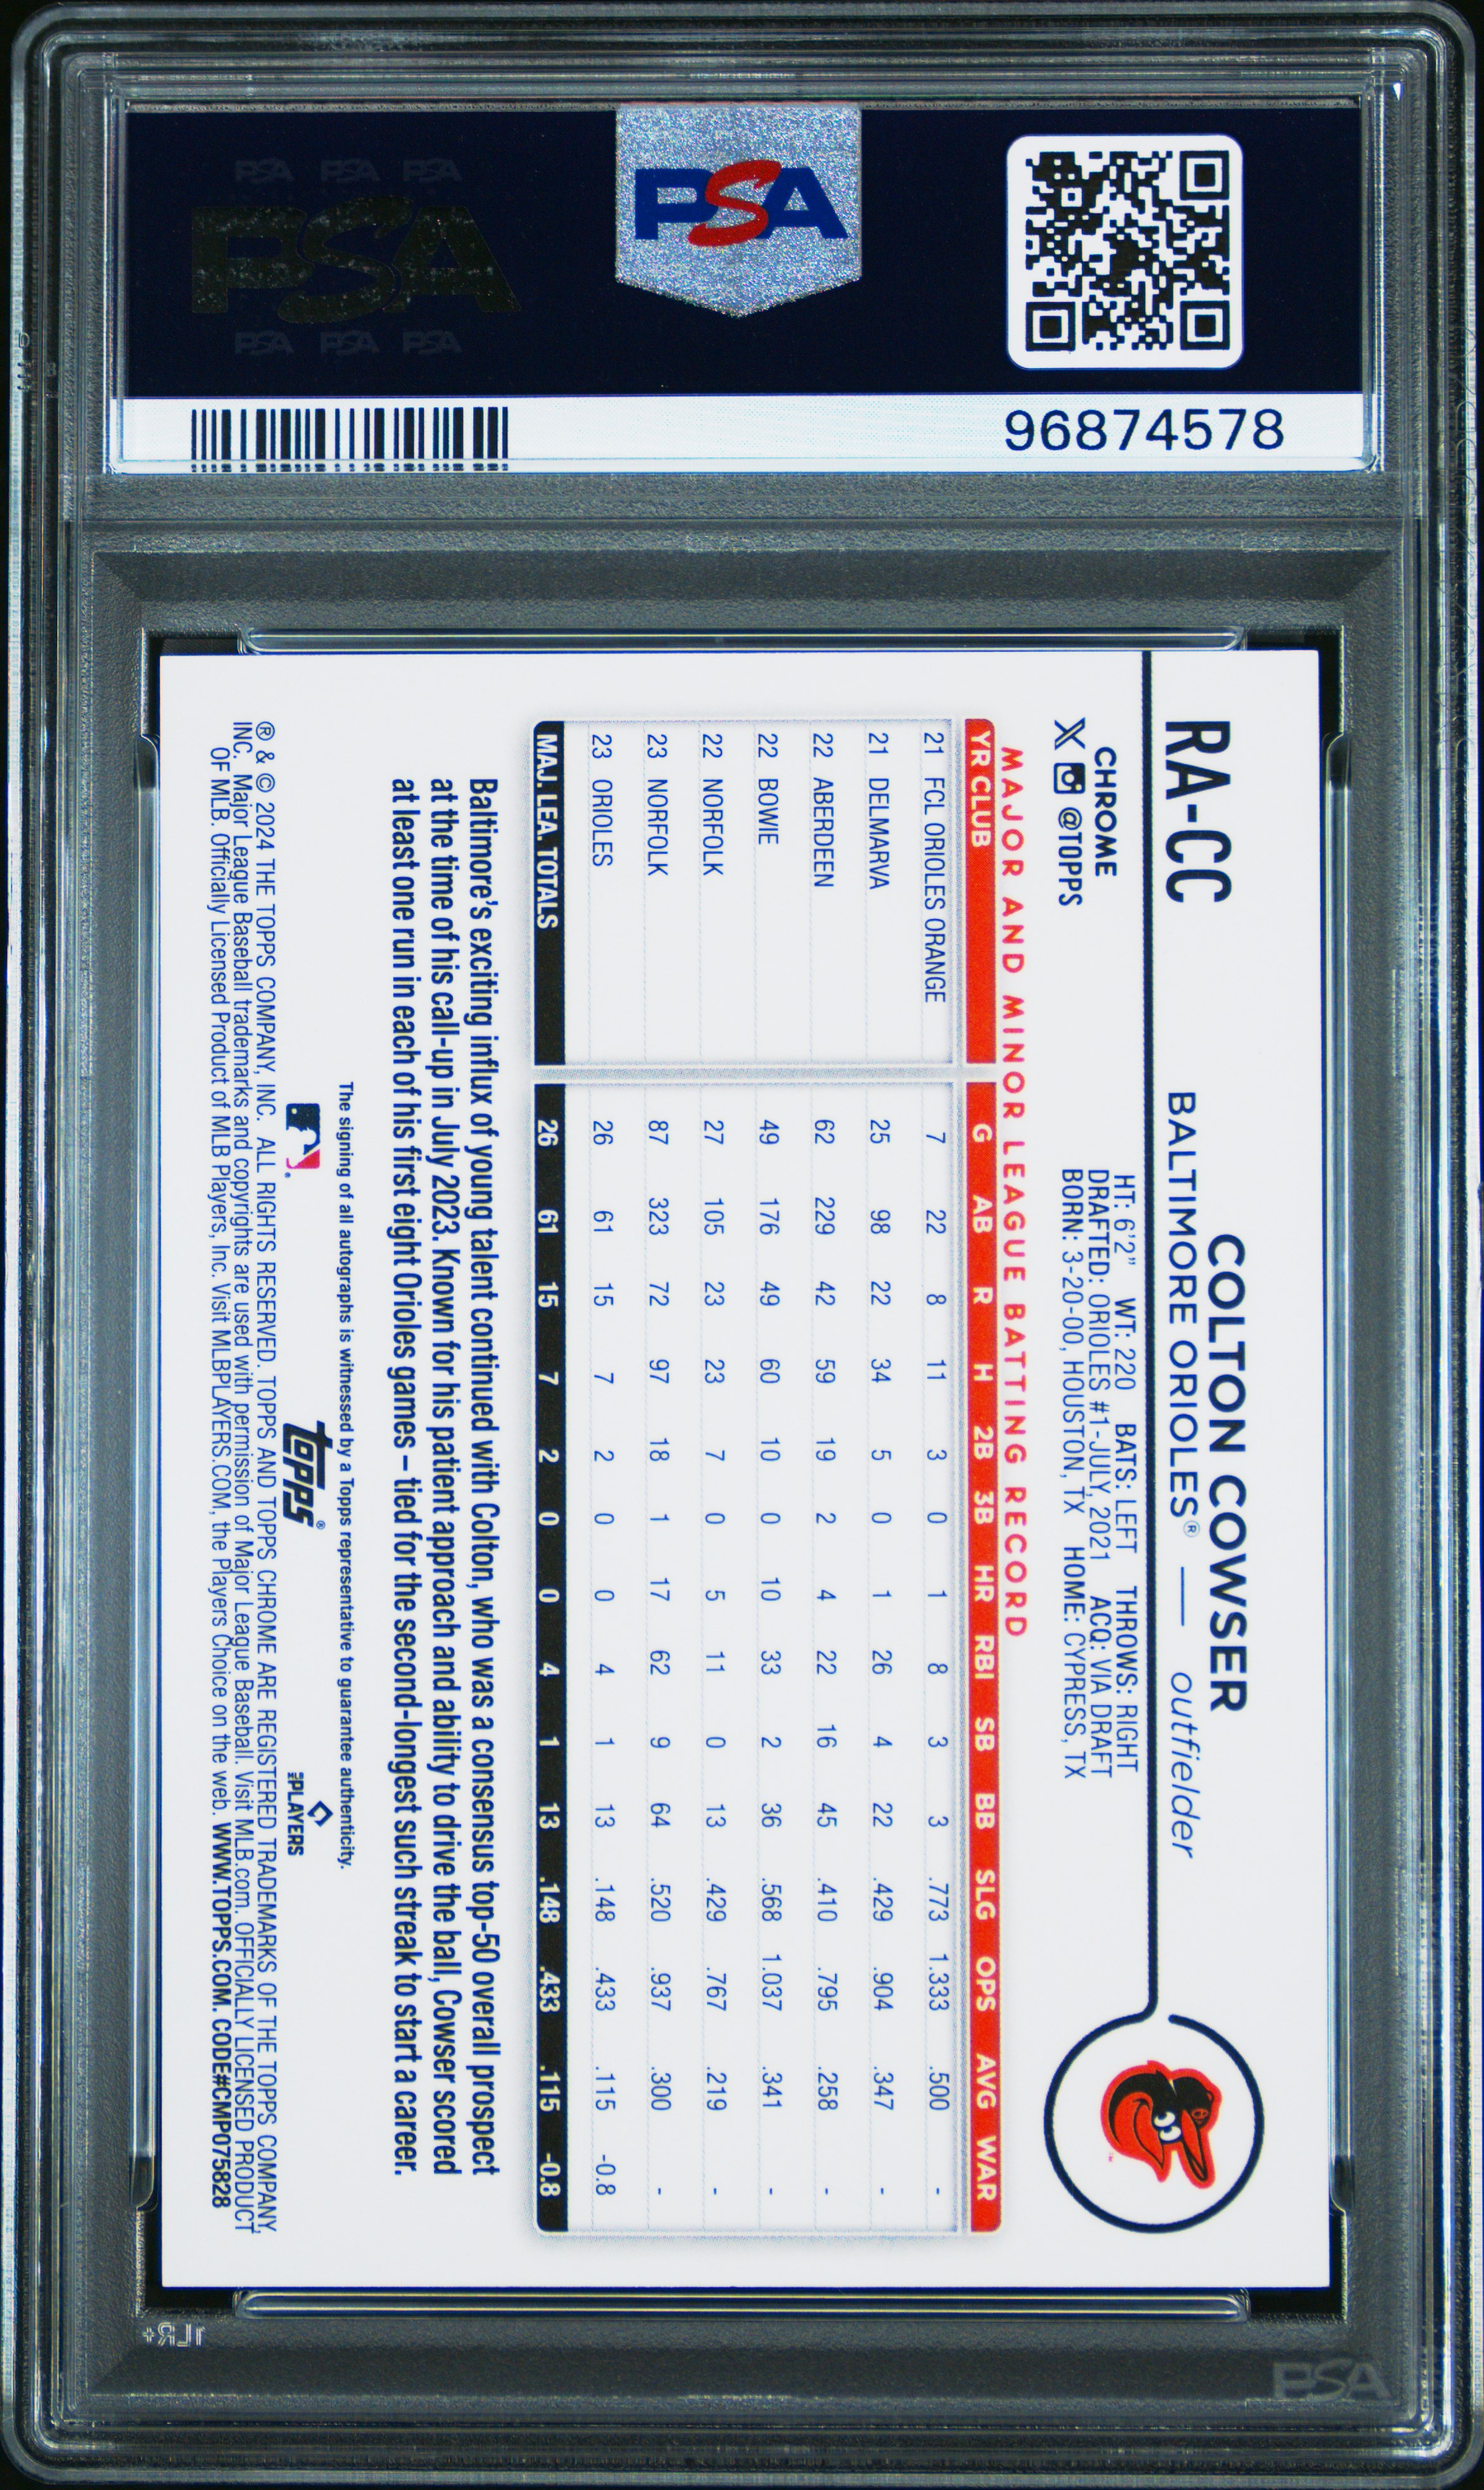 PSA PSA PSA
PSA
PSA PSA PSA
PSA
96874578
RA-CC
COLTON COWSER
BALTIMORE ORIOLES® — outfielder
CHROME
X @TOPPS
HT: 6'2" WT: 220 BATS: LEFT THROWS: RIGHT
DRAFTED: ORIOLES #1-JULY, 2021 ACQ: VIA DRAFT
BORN: 3-20-00, HOUSTON, TX HOME: CYPRESS, TX
MAJOR AND MINOR LEAGUE BATTING RECORD
YR CLUB G AB R H 2B 3B HR RBI SB BB SLG OPS AVG WAR
21 FCL ORIOLES ORANGE 7 22 8 11 3 0 1 8 3 3 .773 1.333 .500 -
21 DELMARVA 25 98 22 34 5 0 1 26 4 22 .429 .904 .347 -
22 ABERDEEN 62 229 42 59 19 2 4 22 16 45 .410 .795 .258 -
22 BOWIE 49 176 49 60 10 0 10 33 2 36 .568 1.037 .341 -
22 NORFOLK 27 105 23 23 7 0 5 11 0 13 .429 .767 .219 -
23 NORFOLK 87 323 72 97 18 1 17 62 9 64 .520 .937 .300 -
23 ORIOLES 26 61 15 7 2 0 0 4 1 13 .148 .433 .115 -0.8
MAJ. LEA. TOTALS 26 61 15 7 2 0 0 4 1 13 .148 .433 .115 -0.8
Baltimore's exciting influx of young talent continued with Colton, who was a consensus top-50 overall prospect
at the time of his call-up in July 2023. Known for his patient approach and ability to drive the ball, Cowser scored
at least one run in each of his first eight Orioles games – tied for the second-longest such streak to start a career.
The signing of all autographs is witnessed by a Topps representative to guarantee authenticity.
topps®
PLAYERS
® & © 2024 THE TOPPS COMPANY, INC. ALL RIGHTS RESERVED. TOPPS AND TOPPS CHROME ARE REGISTERED TRADEMARKS OF THE TOPPS COMPANY,
INC. Major League Baseball trademarks and copyrights are used with permission of Major League Baseball. Visit MLB.com. OFFICIALLY LICENSED PRODUCT
OF MLB. Officially Licensed Product of MLB Players, Inc. Visit MLBPLAYERS.COM, the Players Choice on the web. WWW.TOPPS.COM. CODE#CMP075828
1LR+
PSA